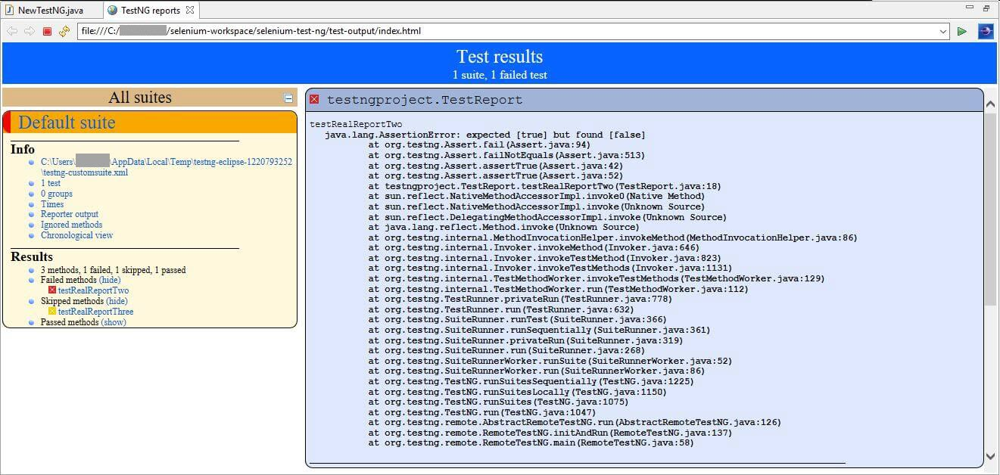 NewTestNG.java
TestNG reports
file:///C:/ /selenium-workspace/selenium-test-ng/test-output/index.html
Test results
1 suite, 1 failed test
All suites
Default suite
Info
C:\Users\ \AppData\Local\Temp\testng-eclipse-1220793252
\testng-customsuite.xml
1 test
0 groups
Times
Reporter output
Ignored methods
Chronological view
Results
3 methods, 1 failed, 1 skipped, 1 passed
Failed methods (hide)
testRealReportTwo
Skipped methods (hide)
testRealReportThree
Passed methods (show)
testngproject.TestReport
testRealReportTwo
java.lang.AssertionError: expected [true] but found [false]
at org.testng.Assert.fail(Assert.java:94)
at org.testng.Assert.failNotEquals(Assert.java:513)
at org.testng.Assert.assertTrue(Assert.java:42)
at org.testng.Assert.assertTrue(Assert.java:52)
at testngproject.TestReport.testRealReportTwo(TestReport.java:18)
at sun.reflect.NativeMethodAccessorImpl.invoke0(Native Method)
at sun.reflect.NativeMethodAccessorImpl.invoke(Unknown Source)
at sun.reflect.DelegatingMethodAccessorImpl.invoke(Unknown Source)
at java.lang.reflect.Method.invoke(Unknown Source)
at org.testng.internal.MethodInvocationHelper.invokeMethod(MethodInvocationHelper.java:86)
at org.testng.internal.Invoker.invokeMethod(Invoker.java:646)
at org.testng.internal.Invoker.invokeTestMethod(Invoker.java:823)
at org.testng.internal.Invoker.invokeTestMethods(Invoker.java:1131)
at org.testng.internal.TestMethodWorker.invokeTestMethods(TestMethodWorker.java:129)
at org.testng.internal.TestMethodWorker.run(TestMethodWorker.java:112)
at org.testng.TestRunner.privateRun(TestRunner.java:778)
at org.testng.TestRunner.run(TestRunner.java:632)
at org.testng.SuiteRunner.runTest(SuiteRunner.java:366)
at org.testng.SuiteRunner.runSequentially(SuiteRunner.java:361)
at org.testng.SuiteRunner.privateRun(SuiteRunner.java:319)
at org.testng.SuiteRunner.run(SuiteRunner.java:268)
at org.testng.SuiteRunnerWorker.runSuite(SuiteRunnerWorker.java:52)
at org.testng.SuiteRunnerWorker.run(SuiteRunnerWorker.java:86)
at org.testng.TestNG.runSuitesSequentially(TestNG.java:1225)
at org.testng.TestNG.runSuitesLocally(TestNG.java:1150)
at org.testng.TestNG.runSuites(TestNG.java:1075)
at org.testng.TestNG.run(TestNG.java:1047)
at org.testng.remote.AbstractRemoteTestNG.run(AbstractRemoteTestNG.java:126)
at org.testng.remote.RemoteTestNG.initAndRun(RemoteTestNG.java:137)
at org.testng.remote.RemoteTestNG.main(RemoteTestNG.java:58)